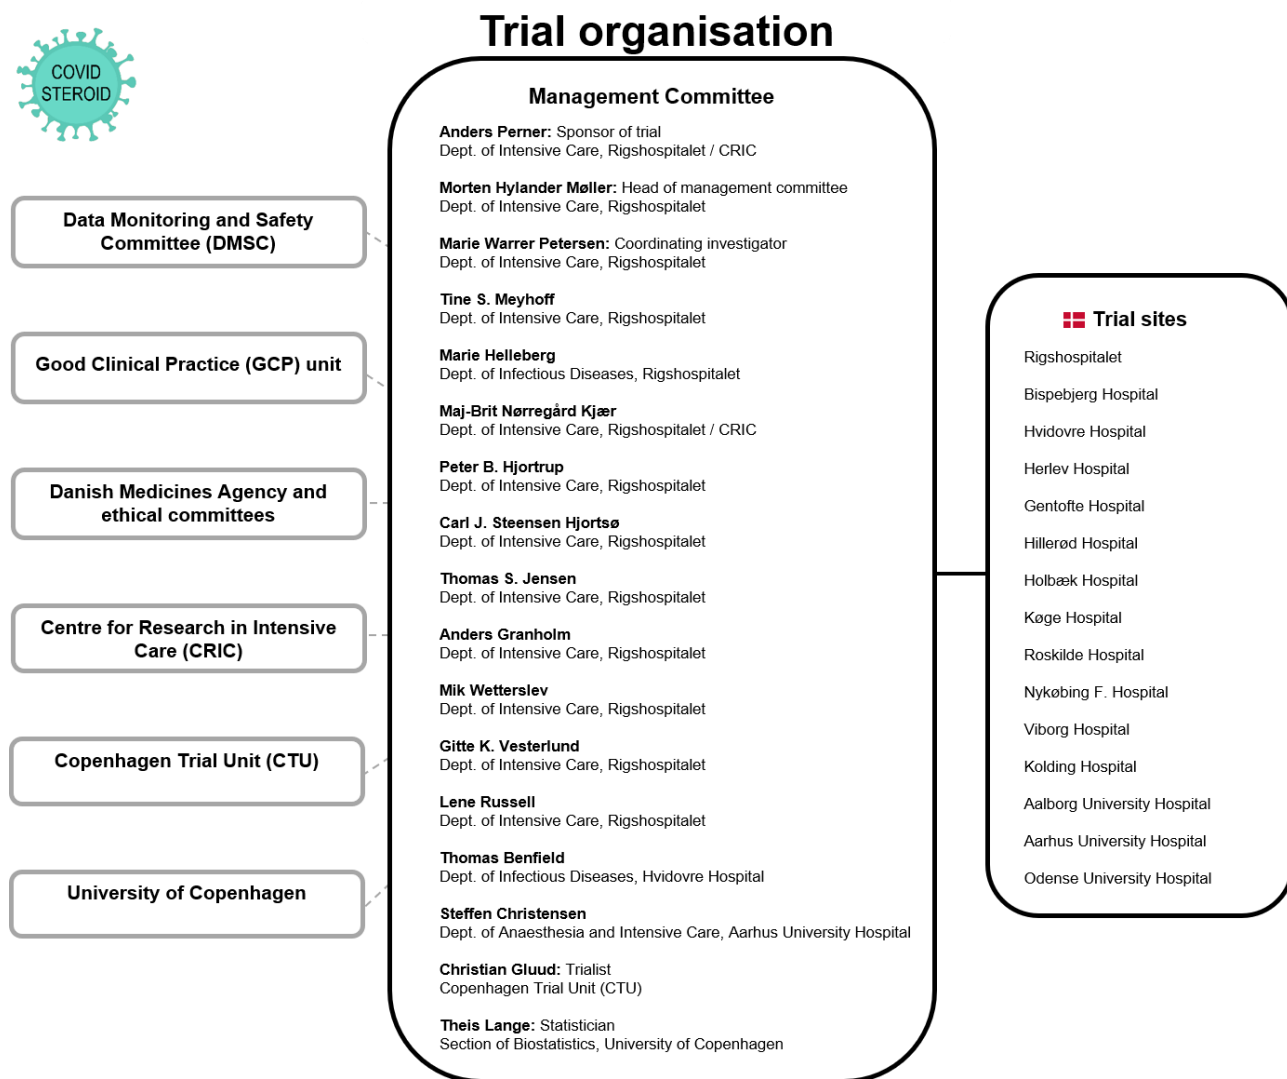 Trial organisation
COVID
STEROID
Data Monitoring and Safety
Committee (DMSC)
Good Clinical Practice (GCP) unit
Danish Medicines Agency and
ethical committees
Centre for Research in Intensive
Care (CRIC)
Copenhagen Trial Unit (CTU)
University of Copenhagen
Management Committee
Anders Perner: Sponsor of trial
Dept. of Intensive Care, Rigshospitalet / CRIC
Morten Hylander Møller: Head of management committee
Dept. of Intensive Care, Rigshospitalet
Marie Warrer Petersen: Coordinating investigator
Dept. of Intensive Care, Rigshospitalet
Tine S. Meyhoff
Dept. of Intensive Care, Rigshospitalet
Marie Helleberg
Dept. of Infectious Diseases, Rigshospitalet
Maj-Brit Nørregård Kjær
Dept. of Intensive Care, Rigshospitalet / CRIC
Peter B. Hjortrup
Dept. of Intensive Care, Rigshospitalet
Carl J. Steensen Hjortsø
Dept. of Intensive Care, Rigshospitalet
Thomas S. Jensen
Dept. of Intensive Care, Rigshospitalet
Anders Granholm
Dept. of Intensive Care, Rigshospitalet
Mik Wetterslev
Dept. of Intensive Care, Rigshospitalet
Gitte K. Vesterlund
Dept. of Intensive Care, Rigshospitalet
Lene Russell
Dept. of Intensive Care, Rigshospitalet
Thomas Benfield
Dept. of Infectious Diseases, Hvidovre Hospital
Steffen Christensen
Dept. of Anaesthesia and Intensive Care, Aarhus University Hospital
Christian Gluud: Trialist
Copenhagen Trial Unit (CTU)
Theis Lange: Statistician
Section of Biostatistics, University of Copenhagen
Trial sites
Rigshospitalet
Bispebjerg Hospital
Hvidovre Hospital
Herlev Hospital
Gentofte Hospital
Hillerød Hospital
Holbæk Hospital
Køge Hospital
Roskilde Hospital
Nykøbing F. Hospital
Viborg Hospital
Kolding Hospital
Aalborg University Hospital
Aarhus University Hospital
Odense University Hospital